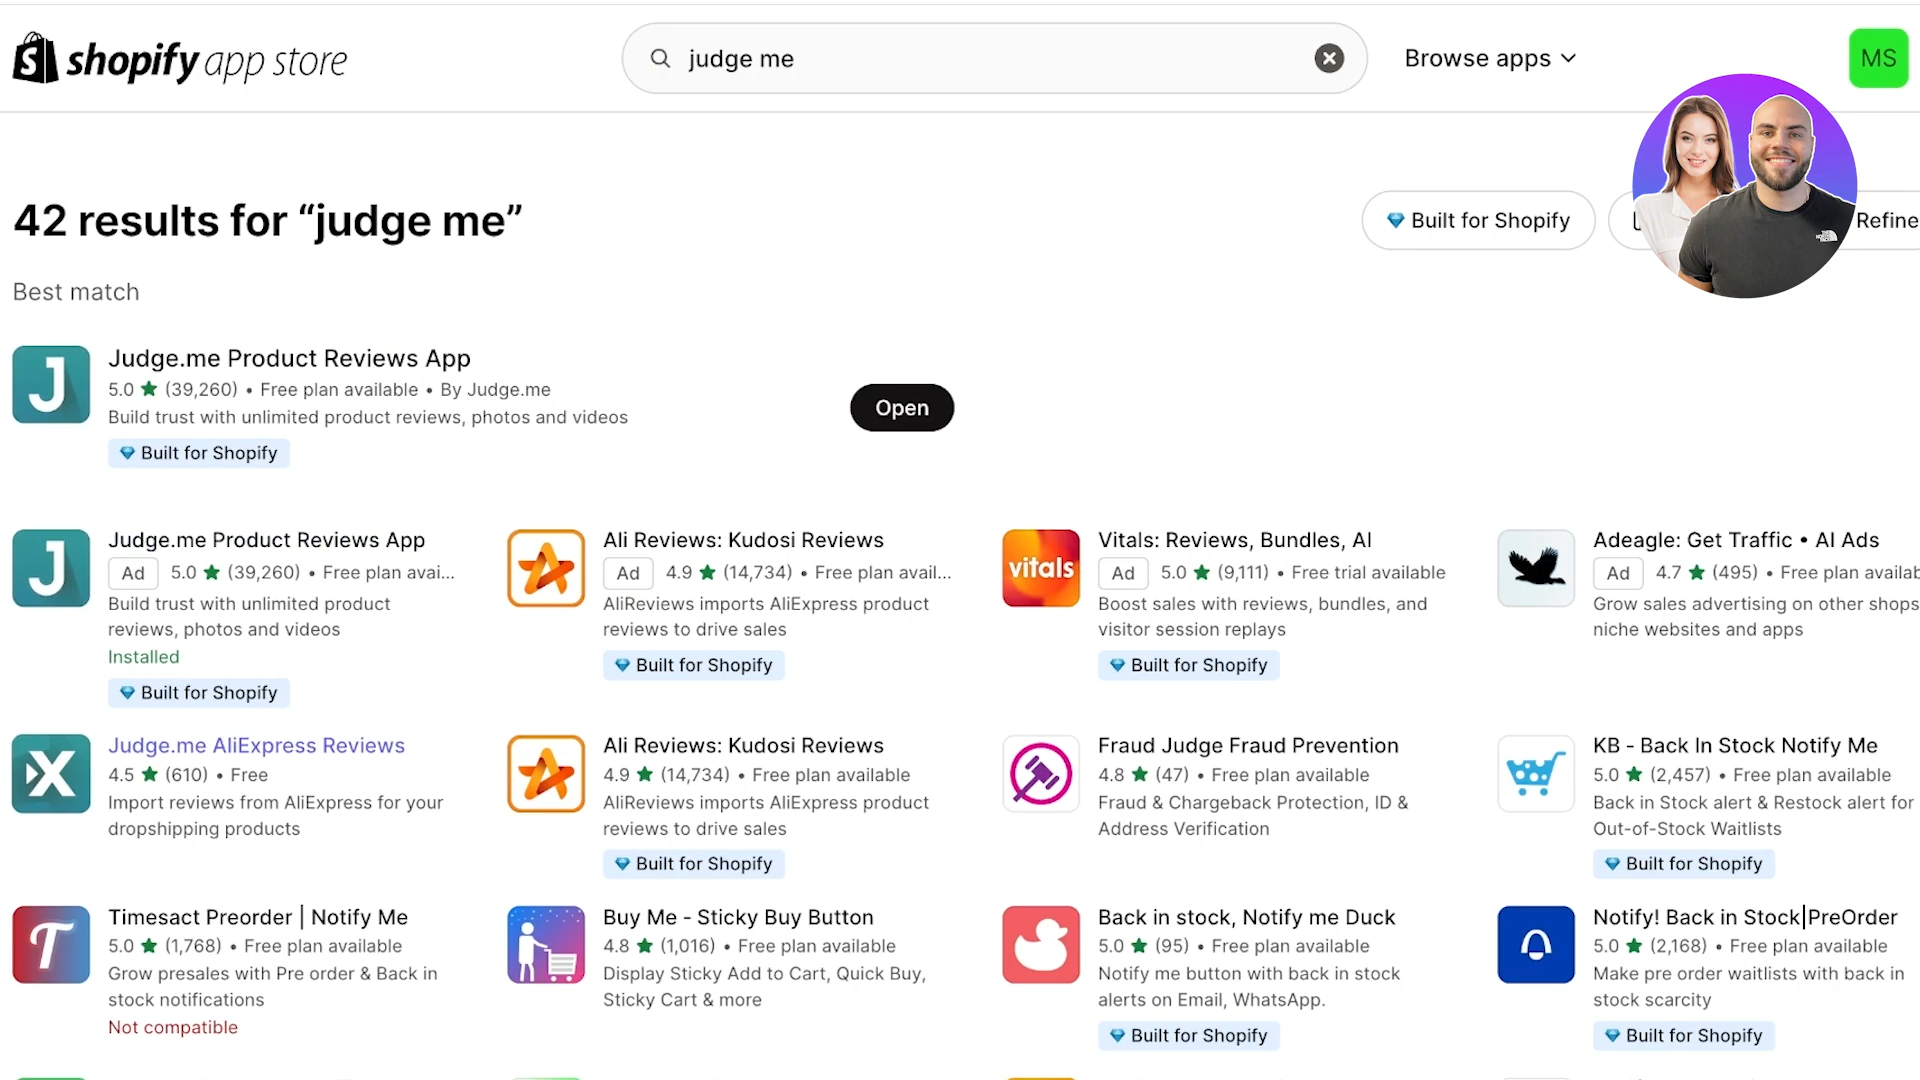 shopify app store
judge me
Browse apps
MS
42 results for “judge me”
Built for Shopify
Refine
Best match
Judge.me Product Reviews App
5.0 ★ (39,260) • Free plan available • By Judge.me
Build trust with unlimited product reviews, photos and videos
Built for Shopify
Open
Judge.me Product Reviews App
Ad 5.0 ★ (39,260) • Free plan avai...
Build trust with unlimited product
reviews, photos and videos
Installed
Built for Shopify
Ali Reviews: Kudosi Reviews
Ad 4.9 ★ (14,734) • Free plan avail...
AliReviews imports AliExpress product
reviews to drive sales
Built for Shopify
vitals
Vitals: Reviews, Bundles, AI
Ad 5.0 ★ (9,111) • Free trial available
Boost sales with reviews, bundles, and
visitor session replays
Built for Shopify
Adeagle: Get Traffic • AI Ads
Ad 4.7 ★ (495) • Free plan availab
Grow sales advertising on other shops
niche websites and apps
Judge.me AliExpress Reviews
4.5 ★ (610) • Free
Import reviews from AliExpress for your
dropshipping products
Ali Reviews: Kudosi Reviews
4.9 ★ (14,734) • Free plan available
AliReviews imports AliExpress product
reviews to drive sales
Built for Shopify
Fraud Judge Fraud Prevention
4.8 ★ (47) • Free plan available
Fraud & Chargeback Protection, ID &
Address Verification
KB - Back In Stock Notify Me
5.0 ★ (2,457) • Free plan available
Back in Stock alert & Restock alert for
Out-of-Stock Waitlists
Built for Shopify
Timesact Preorder | Notify Me
5.0 ★ (1,768) • Free plan available
Grow presales with Pre order & Back in
stock notifications
Not compatible
Buy Me - Sticky Buy Button
4.8 ★ (1,016) • Free plan available
Display Sticky Add to Cart, Quick Buy,
Sticky Cart & more
Back in stock, Notify me Duck
5.0 ★ (95) • Free plan available
Notify me button with back in stock
alerts on Email, WhatsApp.
Built for Shopify
Notify! Back in Stock|PreOrder
5.0 ★ (2,168) • Free plan available
Make pre order waitlists with back in
stock scarcity
Built for Shopify